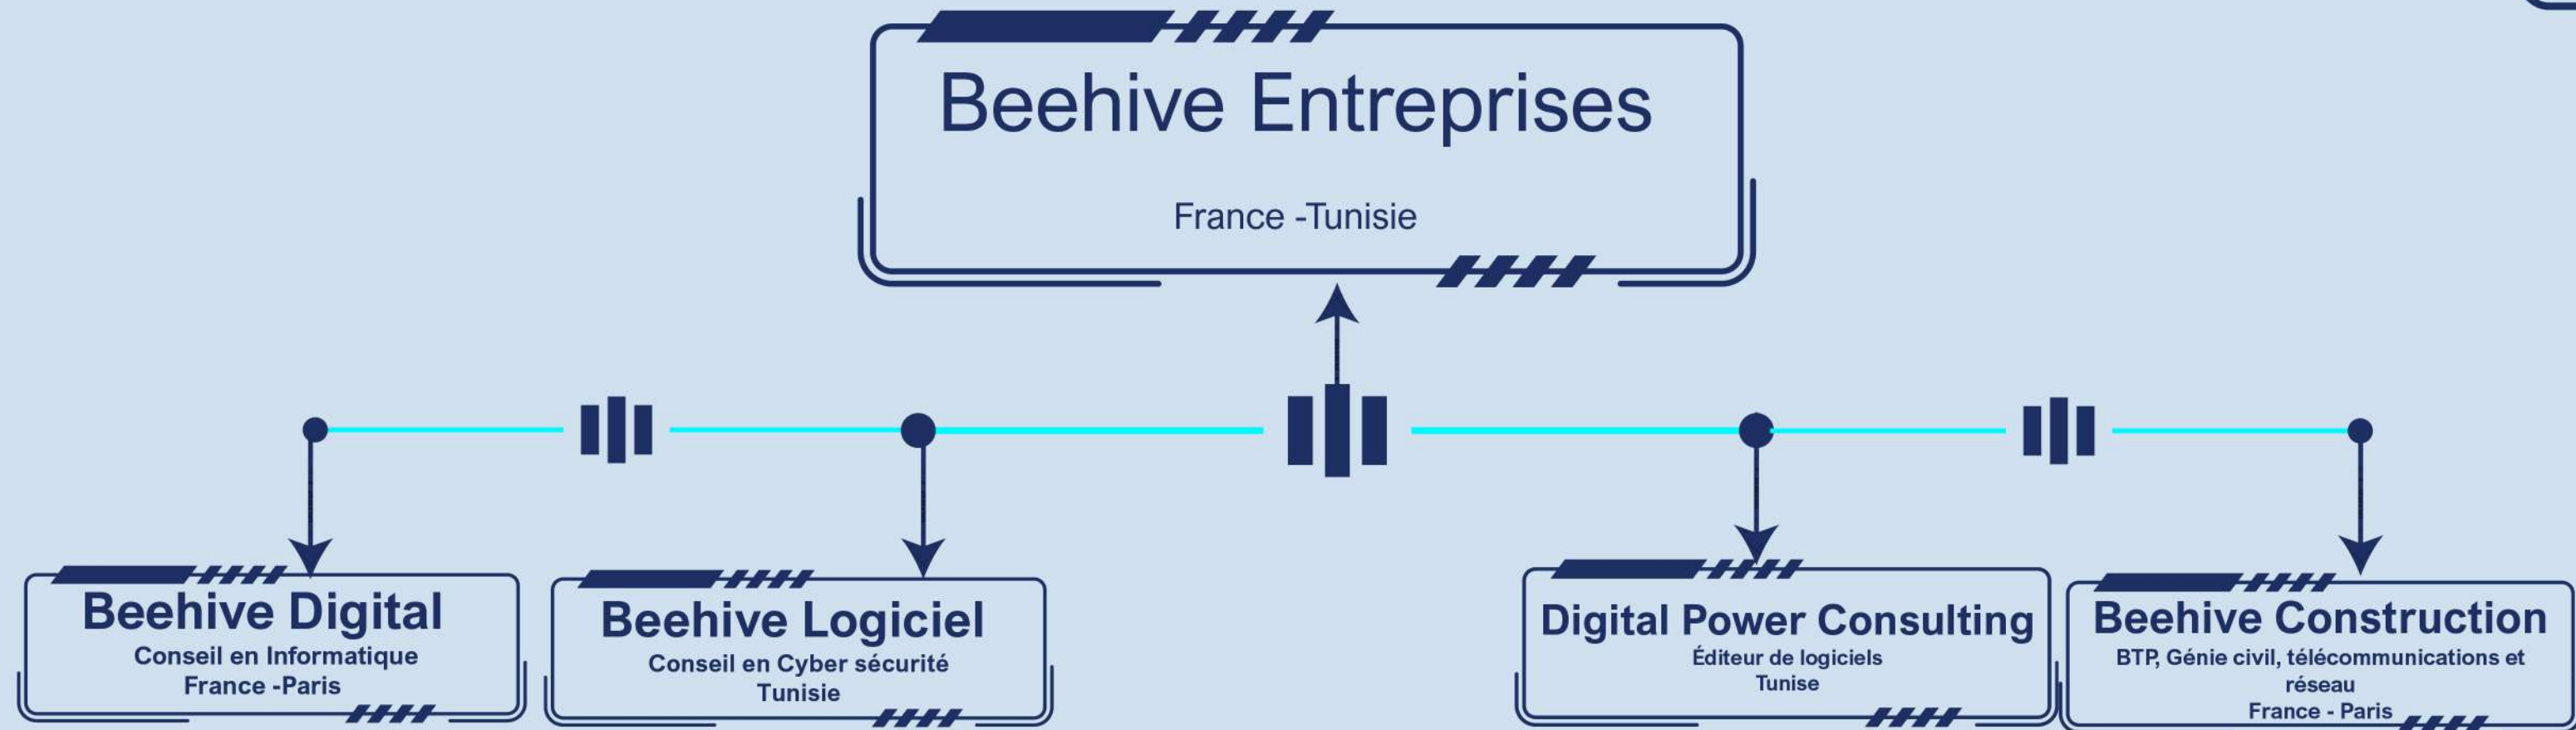 Beehive Entreprises
France -Tunisie
Beehive Digital
Conseil en Informatique
France -Paris
Beehive Logiciel
Conseil en Cyber sécurité
Tunisie
Digital Power Consulting
Éditeur de logiciels
Tunise
Beehive Construction
BTP, Génie civil, télécommunications et
réseau
France - Paris